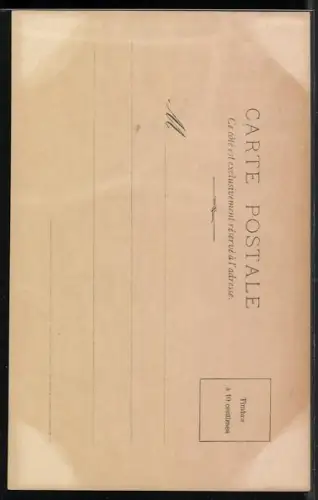 CARTE POSTALE
Ce côté est exclusivement réservé à l'adresse.
Timbre
à 10 centimes
M